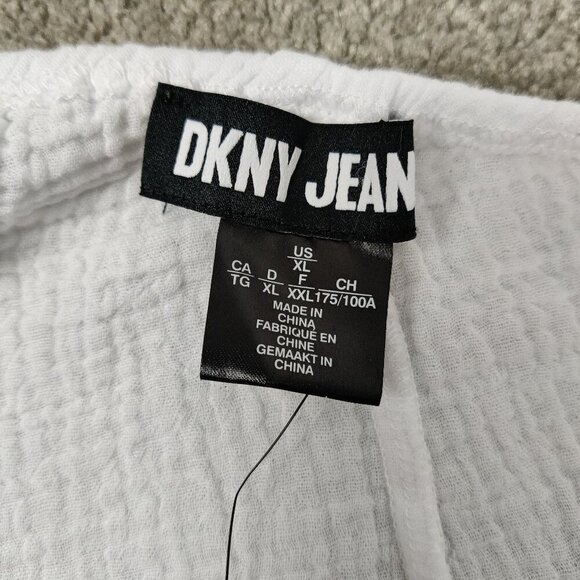 DKNY JEAN
US
XL
CA D F CH
TG XL XXL 175/100A
MADE IN
CHINA
FABRIQUE EN
CHINE
GEMAAKT IN
CHINA